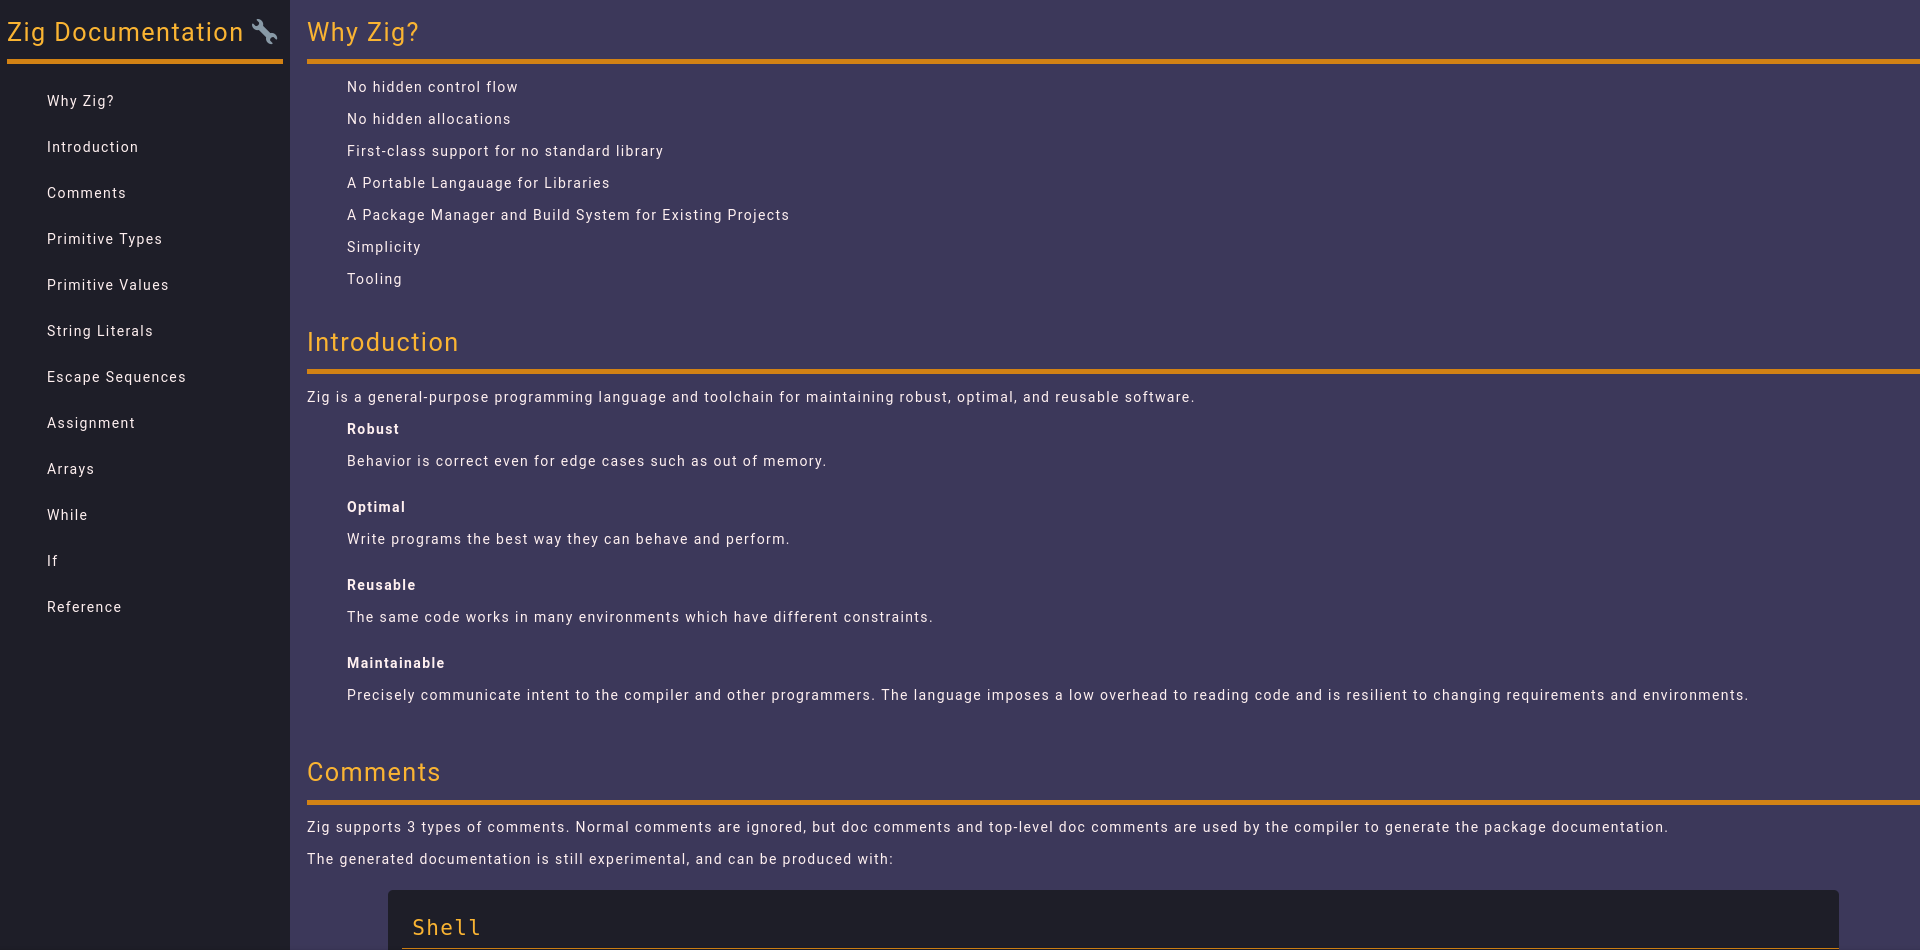 Zig Documentation
Why Zig?
Introduction
Comments
Primitive Types
Primitive Values
String Literals
Escape Sequences
Assignment
Arrays
While
If
Reference
Why Zig?
No hidden control flow
No hidden allocations
First-class support for no standard library
A Portable Langauage for Libraries
A Package Manager and Build System for Existing Projects
Simplicity
Tooling
Introduction
Zig is a general-purpose programming language and toolchain for maintaining robust, optimal, and reusable software.
Robust
Behavior is correct even for edge cases such as out of memory.
Optimal
Write programs the best way they can behave and perform.
Reusable
The same code works in many environments which have different constraints.
Maintainable
Precisely communicate intent to the compiler and other programmers. The language imposes a low overhead to reading code and is resilient to changing requirements and environments.
Comments
Zig supports 3 types of comments. Normal comments are ignored, but doc comments and top-level doc comments are used by the compiler to generate the package documentation.
The generated documentation is still experimental, and can be produced with:
Shell